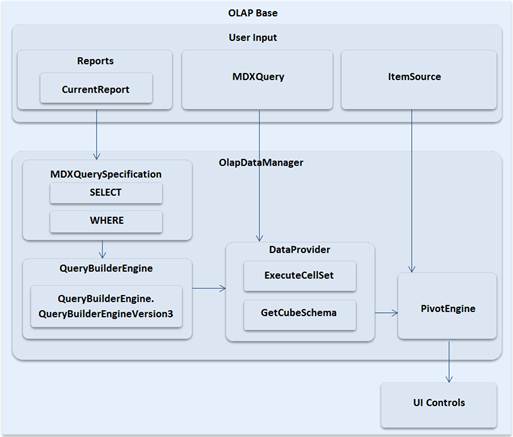 OLAP Base
User Input
Reports
CurrentReport
MDXQuery
ItemSource
OlapDataManager
MDXQuerySpecification
SELECT
WHERE
QueryBuilderEngine
QueryBuilderEngine.
QueryBuilderEngineVersion3
DataProvider
ExecuteCellSet
GetCubeSchema
PivotEngine
UI Controls